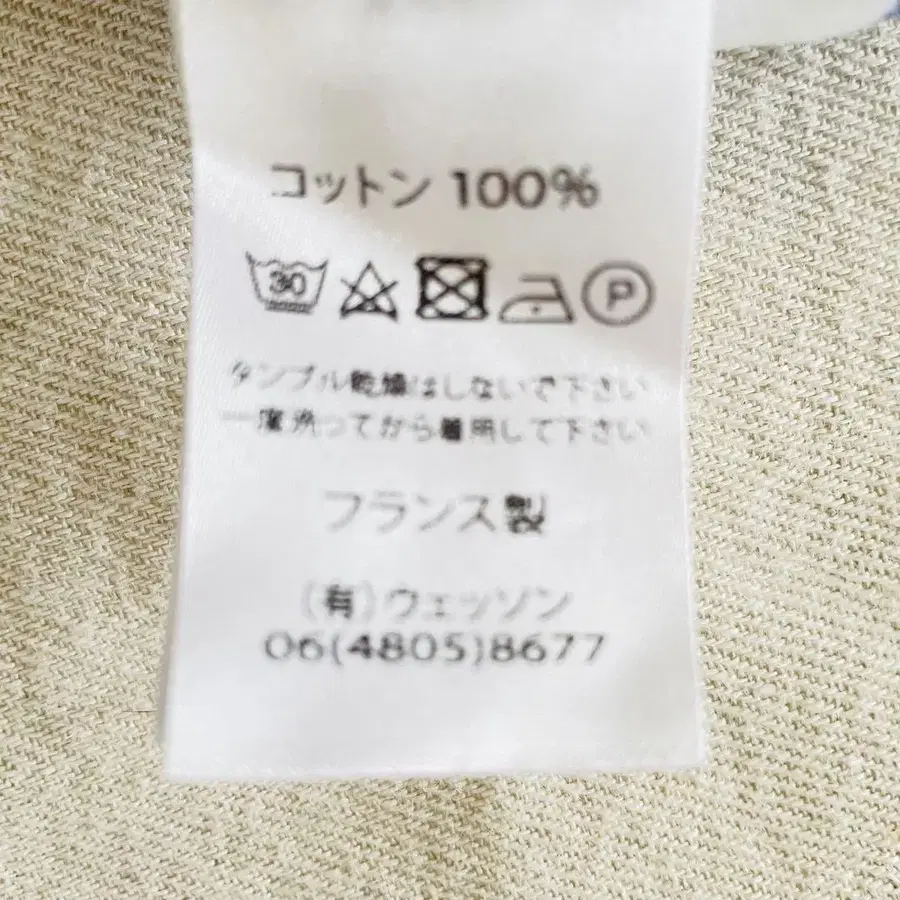 コットン 100%
30 P
タンブル乾燥はしないで下さい
一度洗ってから着用して下さい
フランス製
(有)ウェッソン
06(4805)8677